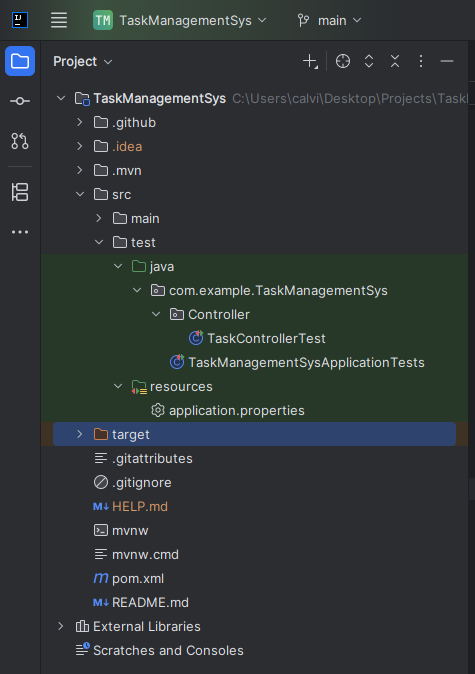 TM TaskManagementSys main
Project
TaskManagementSys C:\Users\calvi\Desktop\Projects\Task
.github
.idea
.mvn
src
main
test
java
com.example.TaskManagementSys
Controller
TaskControllerTest
TaskManagementSysApplicationTests
resources
application.properties
target
.gitattributes
.gitignore
M↓ HELP.md
mvnw
mvnw.cmd
m pom.xml
M↓ README.md
External Libraries
Scratches and Consoles